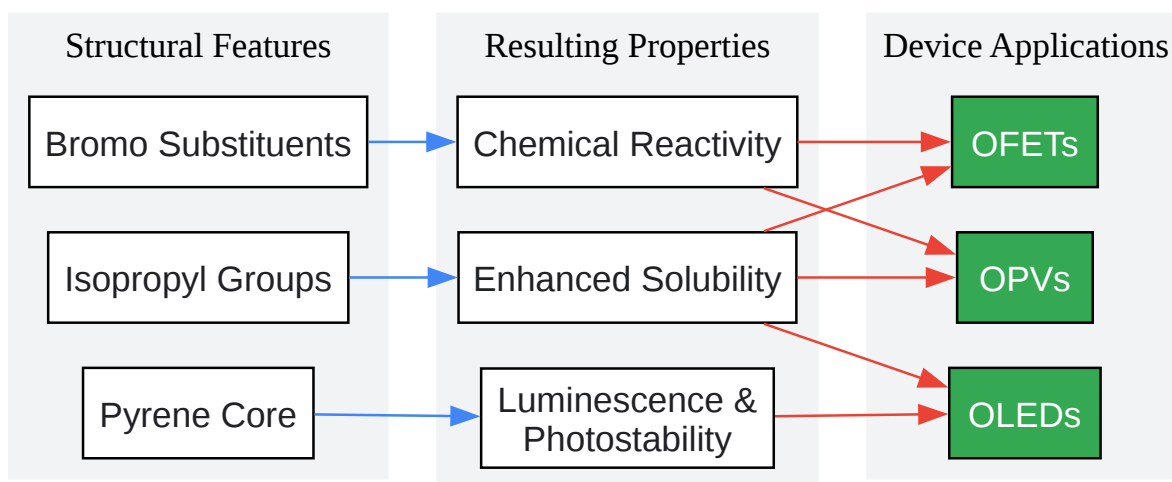 Structural Features
Resulting Properties
Device Applications
Bromo Substituents
Chemical Reactivity
OFETs
Isopropyl Groups
Enhanced Solubility
OPVs
Pyrene Core
Luminescence &
Photostability
OLEDs